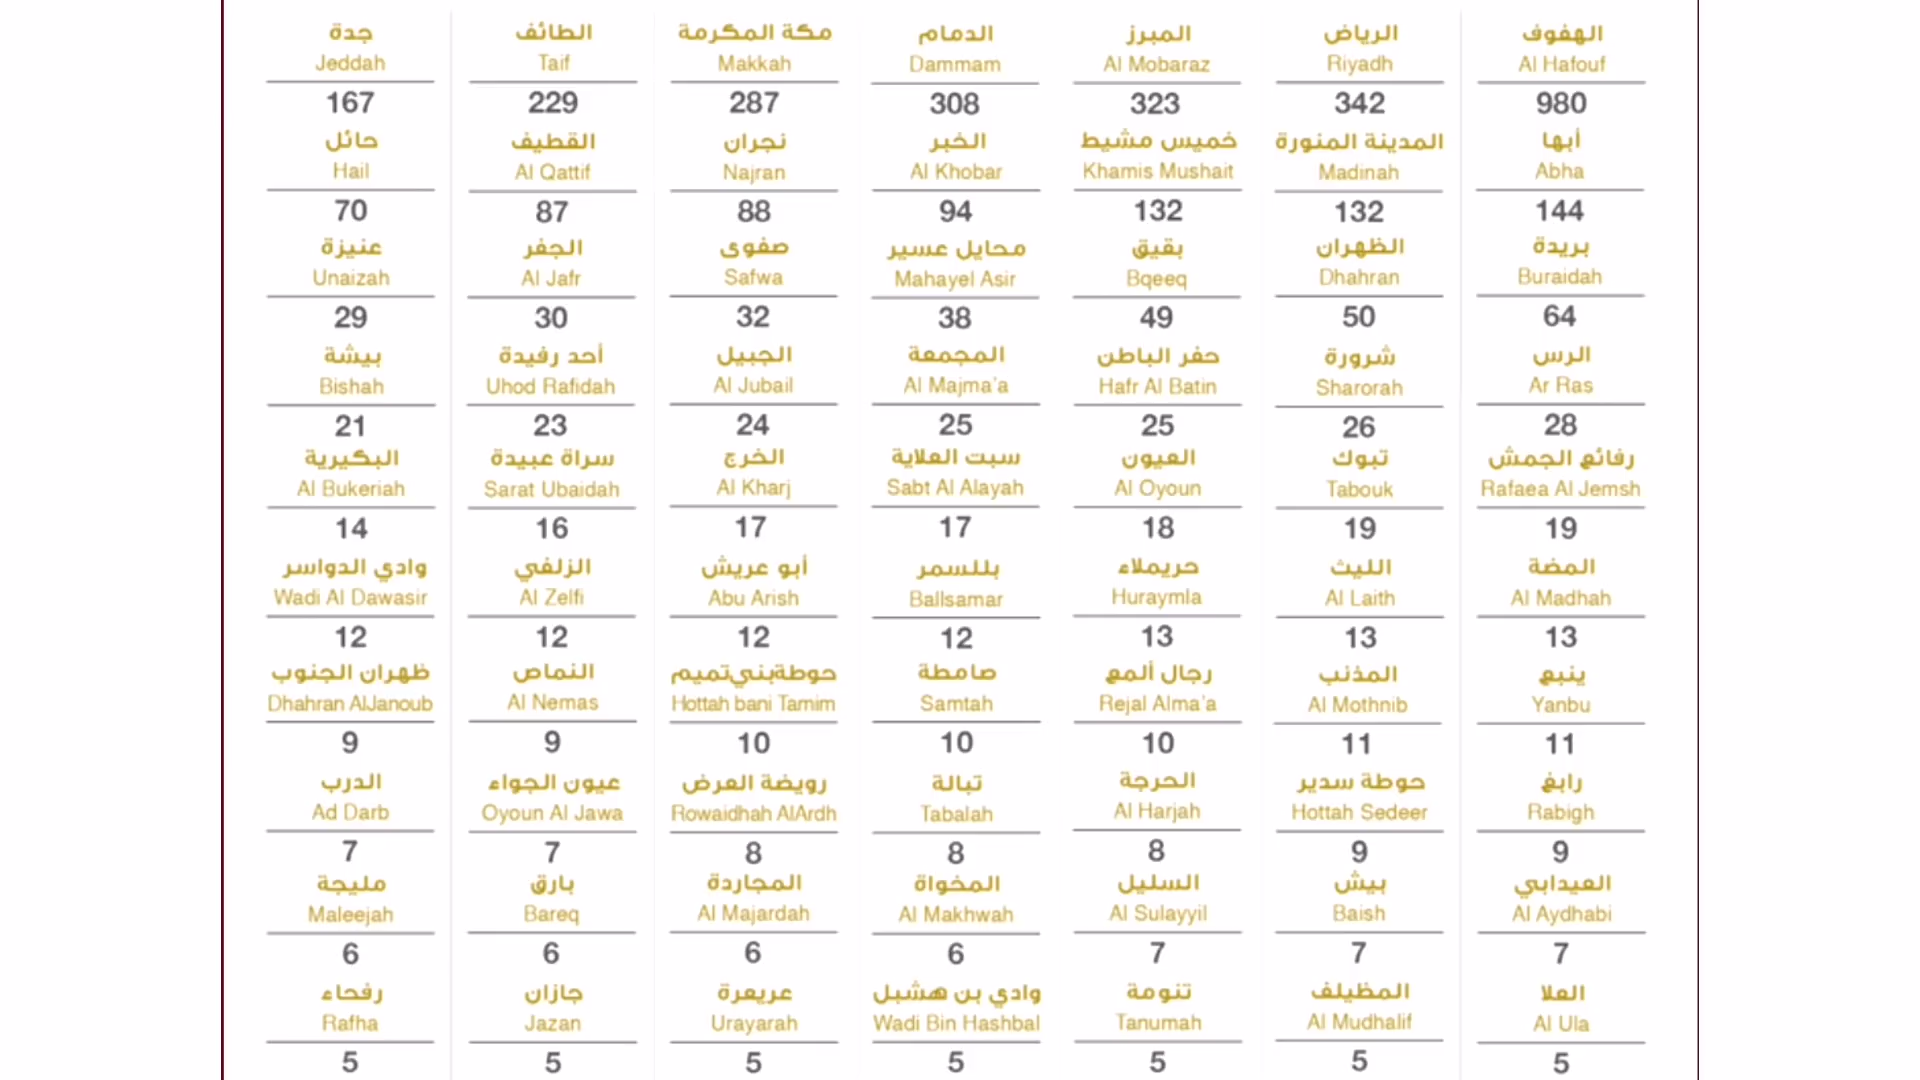 جدة الطائف مكة المكرمة الدمام المبرز الرياض الهفوف
Jeddah Taif Makkah Dammam Al Mobaraz Riyadh Al Hafouf
167 229 287 308 323 342 980
حائل القطيف نجران الخبر خميس مشيط المدينة المنورة أبها
Hail Al Qattif Najran Al Khobar Khamis Mushait Madinah Abha
70 87 88 94 132 132 144
عنيزة الجفر صفوى محايل عسير بقيق الظهران بريدة
Unaizah Al Jafr Safwa Mahayel Asir Bqeeq Dhahran Buraidah
29 30 32 38 49 50 64
بيشة أحد رفيدة الجبيل المجمعة حفر الباطن شرورة الرس
Bishah Uhod Rafidah Al Jubail Al Majma'a Hafr Al Batin Sharorah Ar Ras
21 23 24 25 25 26 28
البكيرية سراة عبيدة الخرج سبت العلاية العيون تبوك رفائع الجمش
Al Bukeriah Sarat Ubaidah Al Kharj Sabt Al Alayah Al Oyoun Tabouk Rafaea Al Jemsh
14 16 17 17 18 19 19
وادي الدواسر الزلفي أبو عريش بللسمر حريملاء الليث المضة
Wadi Al Dawasir Al Zelfi Abu Arish Ballsamar Huraymla Al Laith Al Madhah
12 12 12 12 13 13 13
ظهران الجنوب النماص حوطةبني تميم صامطة رجال ألمع المذنب ينبع
Dhahran AlJanoub Al Nemas Hottah bani Tamim Samtah Rejal Alma'a Al Mothnib Yanbu
9 9 10 10 10 11 11
الدرب عيون الجواء رويضة العرض تبالة الحرجة حوطة سدير رابغ
Ad Darb Oyoun Al Jawa Rowaidhah AlArdh Tabalah Al Harjah Hottah Sedeer Rabigh
7 7 8 8 8 9 9
مليجة بارق المجاردة المخواة السليل بيش العيدابي
Maleejah Bareq Al Majardah Al Makhwah Al Sulayyil Baish Al Aydhabi
6 6 6 6 7 7 7
رفحاء جازان عريعرة وادي بن هشبل تنومة المظيلف العلا
Rafha Jazan Urayarah Wadi Bin Hashbal Tanumah Al Mudhalif Al Ula
5 5 5 5 5 5 5